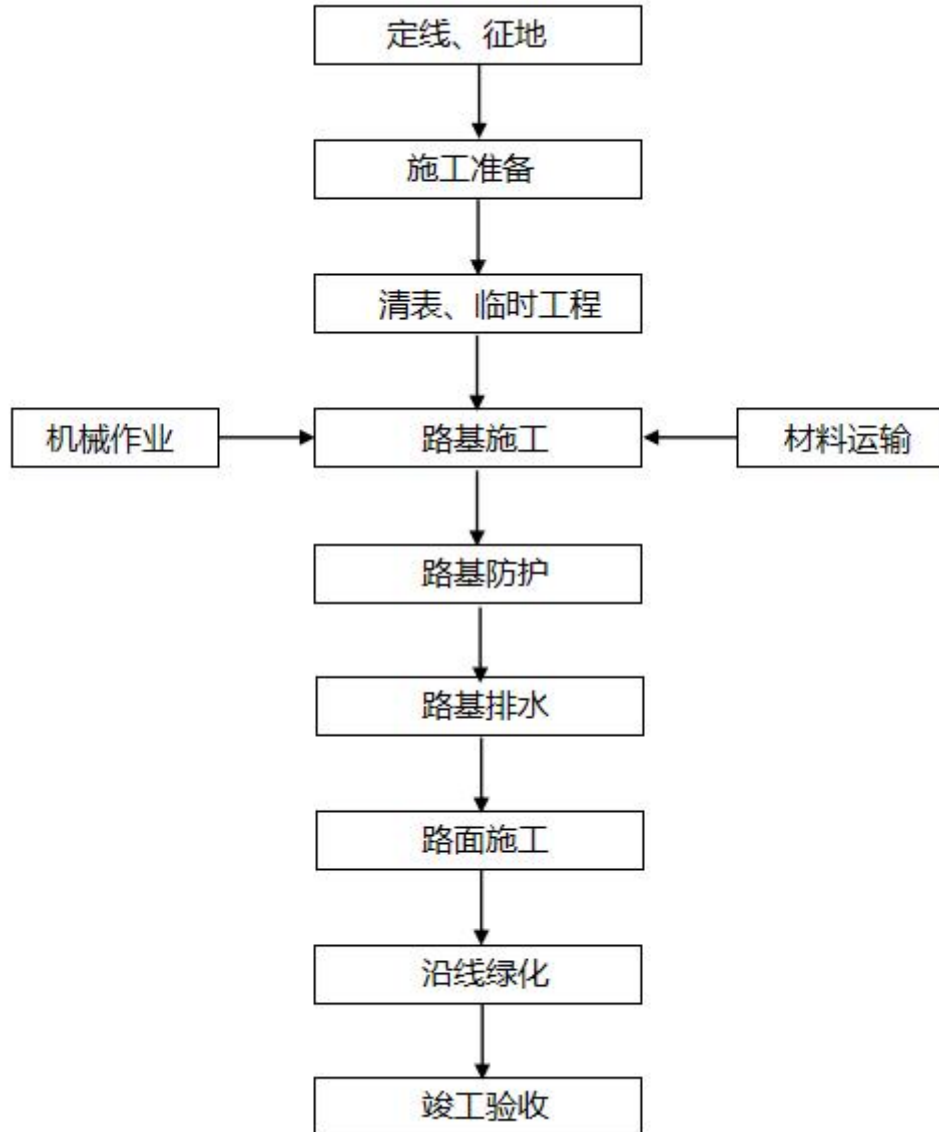 定线、征地
施工准备
清表、临时工程
机械作业
路基施工
材料运输
路基防护
路基排水
路面施工
沿线绿化
竣工验收